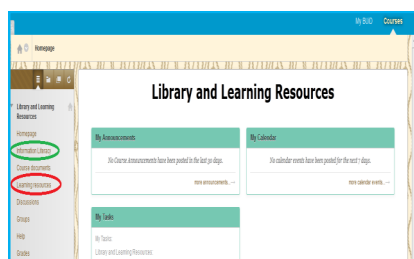 My BUiD Courses
Homepage
Library and Learning Resources
Library and Learning
Resources
Homepage
Information Literacy
Course documents
Learning resources
Discussions
Groups
Help
Grades
My Announcements
No Course Announcements have been posted in the last 30 days.
more announcements...
My Calendar
No calendar events have been posted for the next 7 days.
more calendar events...
My Tasks
My Tasks:
Library and Learning Resources